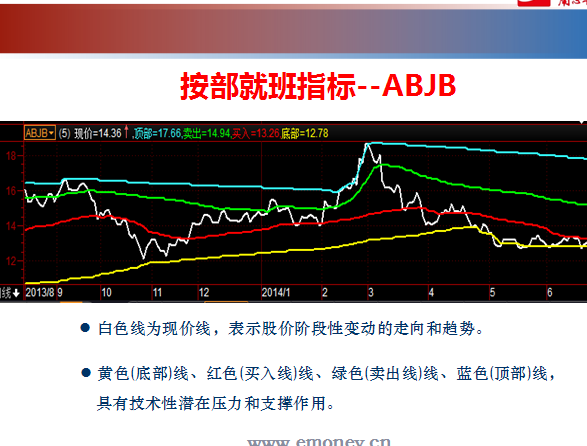 按部就班指标--ABJB
ABJB (5) 现价=14.36 ,顶部=17.66,卖出=14.94,买入=13.26 底部=12.78
18
16
14
12
线 2013/8 9 10 11 12 2014/1 2 3 4 5 6
白色线为现价线，表示股价阶段性变动的走向和趋势。
黄色(底部)线、红色(买入线)线、绿色(卖出线)线、蓝色(顶部)线，
具有技术性潜在压力和支撑作用。
www.emoney.cn